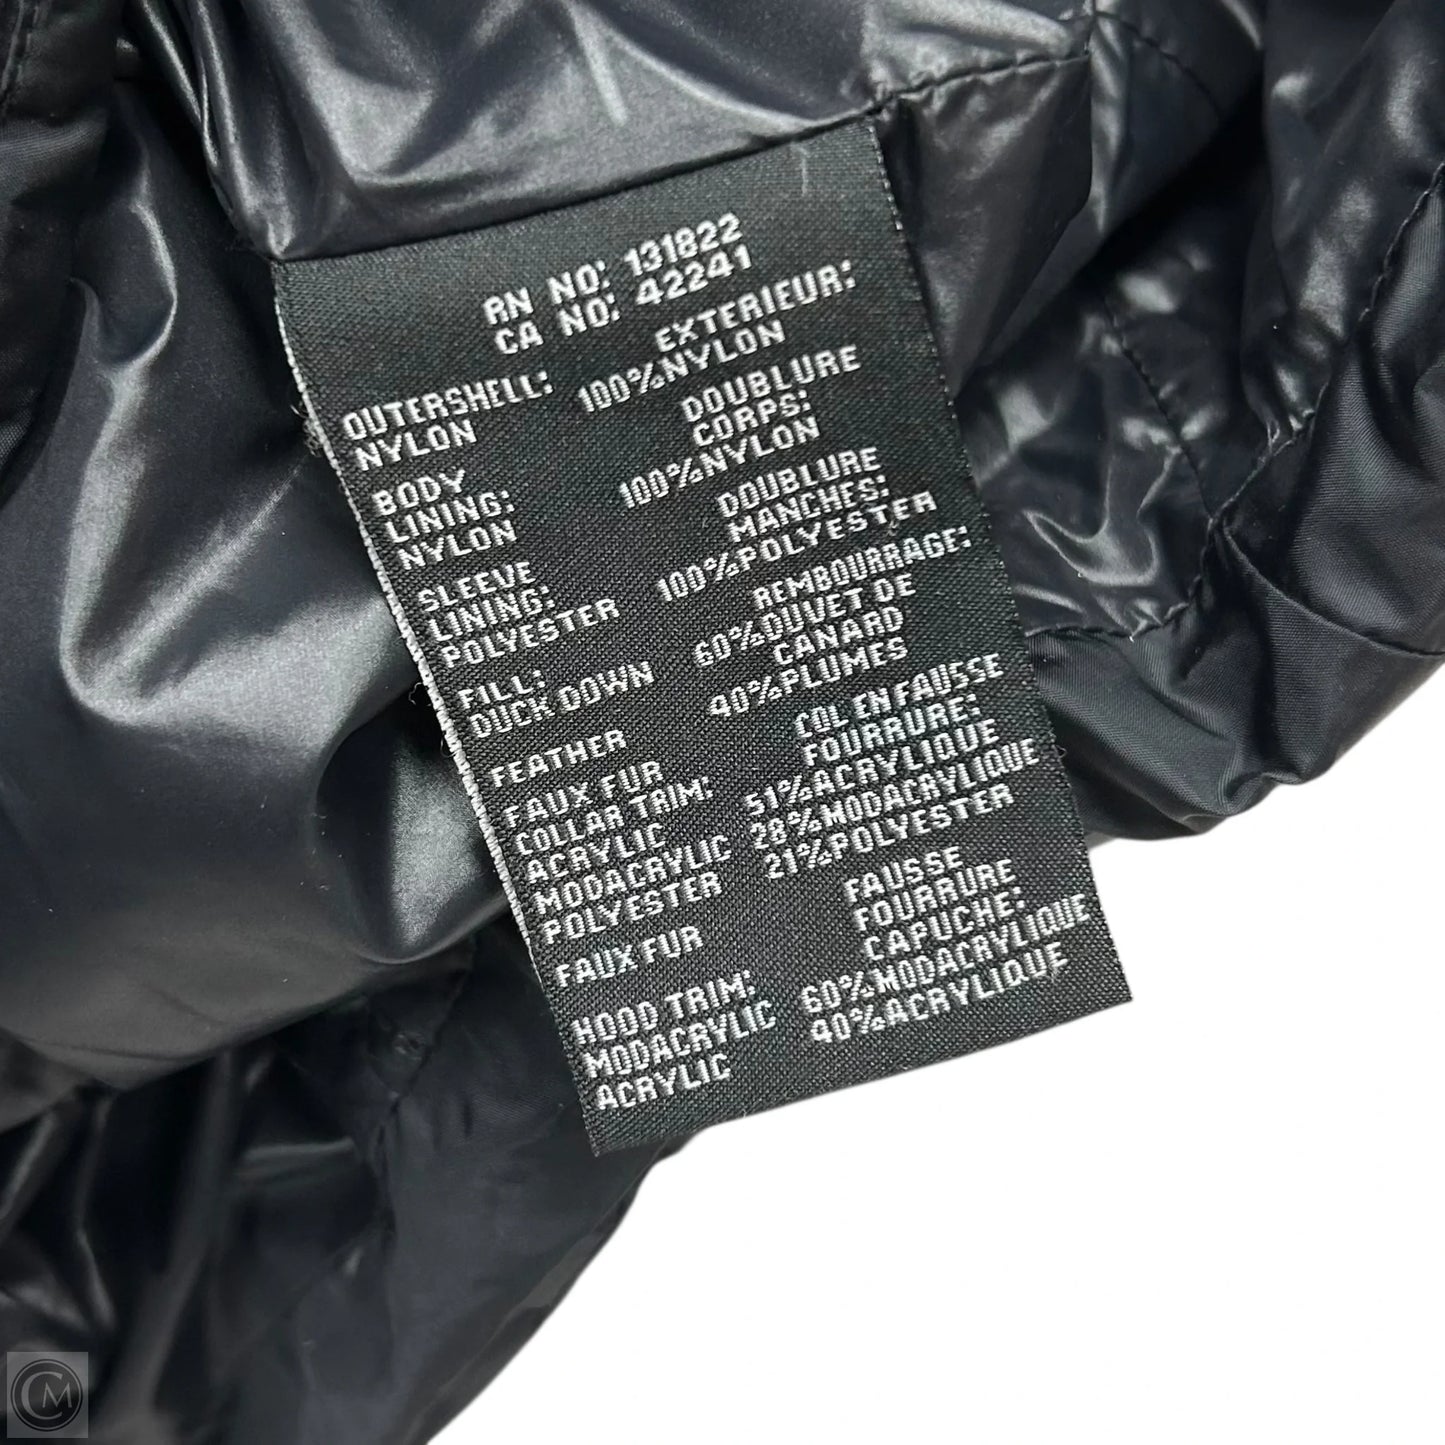 RN NO: 131822
CA NO: 42241
OUTERSHELL: EXTERIEUR:
NYLON 100%NYLON
BODY DOUBLURE
LINING: CORPS:
NYLON 100%NYLON
SLEEVE DOUBLURE
LINING: MANCHES:
POLYESTER 100%POLYESTER
FILL: REMBOURRAGE:
DUCK DOWN 60%DUVET DE
CANARD
FEATHER 40%PLUMES
FAUX FUR COL EN FAUSSE
COLLAR TRIM: FOURRURE:
ACRYLIC 51%ACRYLIQUE
MODACRYLIC 28%MODACRYLIQUE
POLYESTER 21%POLYESTER
FAUX FUR FAUSSE
FOURRURE
HOOD TRIM: CAPUCHE:
MODACRYLIC 60%MODACRYLIQUE
ACRYLIC 40%ACRYLIQUE
CM